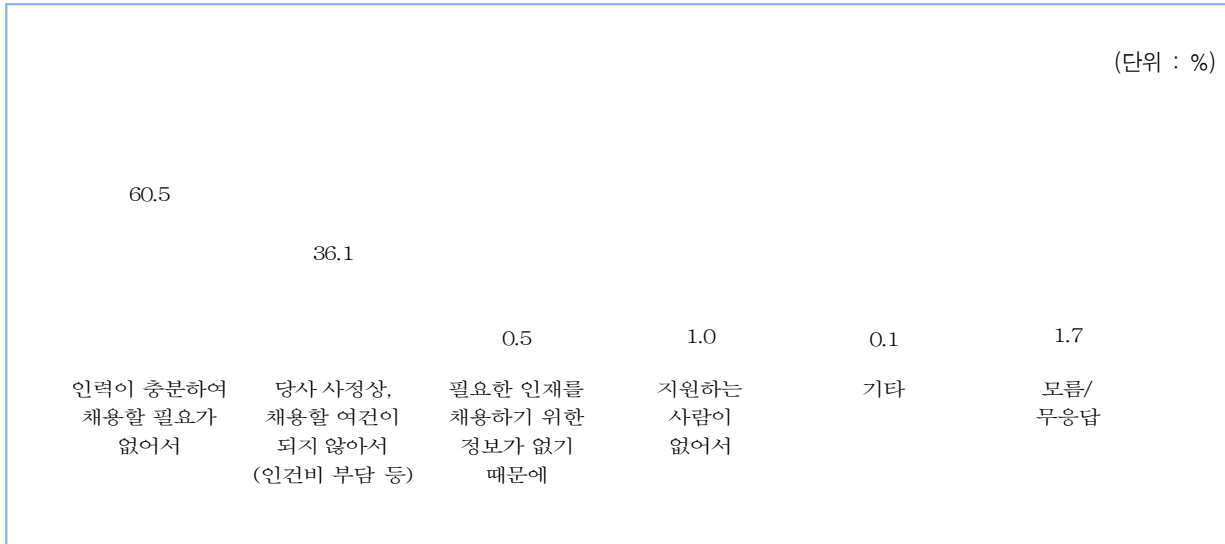 (단위 : %)
60.5
36.1
0.5
1.0
0.1
1.7
인력이 충분하여
채용할 필요가
없어서
당사 사정상,
채용할 여건이
되지 않아서
(인건비 부담 등)
필요한 인재를
채용하기 위한
정보가 없기
때문에
지원하는
사람이
없어서
기타
모름/
무응답